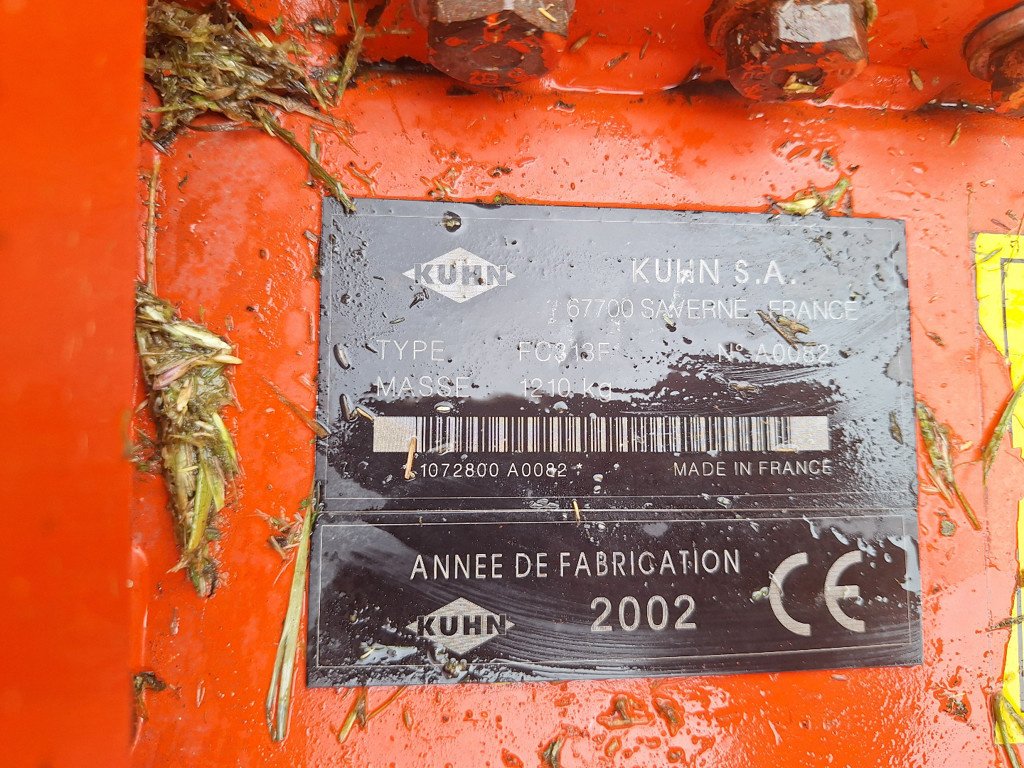 KUHN
KUHN S.A.
67700 SAVERNE - FRANCE
TYPE FC313F N° A0082
MASSE 1210 kg
1072800 A0082
MADE IN FRANCE
ANNEE DE FABRICATION
2002
CE
KUHN